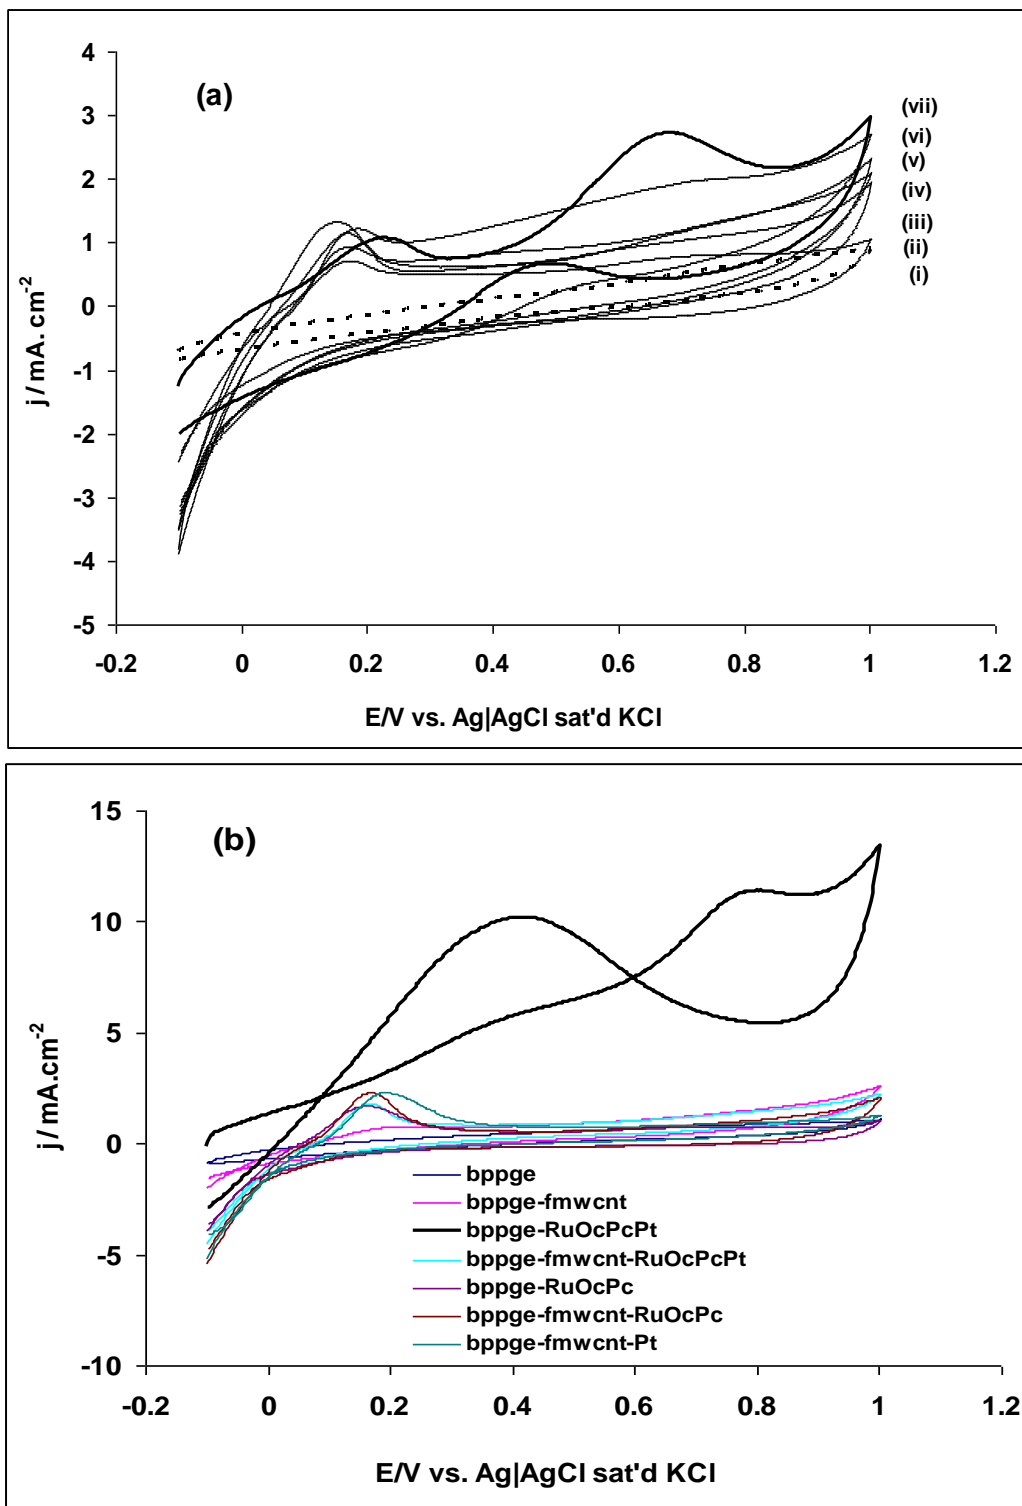 (a)
4
3
2
1
0
-1
-2
-3
-4
-5
j / mA. cm-2
(vii)
(vi)
(v)
(iv)
(iii)
(ii)
(i)
-0.2 0 0.2 0.4 0.6 0.8 1 1.2
E/V vs. Ag|AgCl sat'd KCl
(b)
15
10
5
0
-5
-10
j / mA.cm-2
bppge
bppge-fmwcnt
bppge-RuOcPcPt
bppge-fmwcnt-RuOcPcPt
bppge-RuOcPc
bppge-fmwcnt-RuOcPc
bppge-fmwcnt-Pt
-0.2 0 0.2 0.4 0.6 0.8 1 1.2
E/V vs. Ag|AgCl sat'd KCl